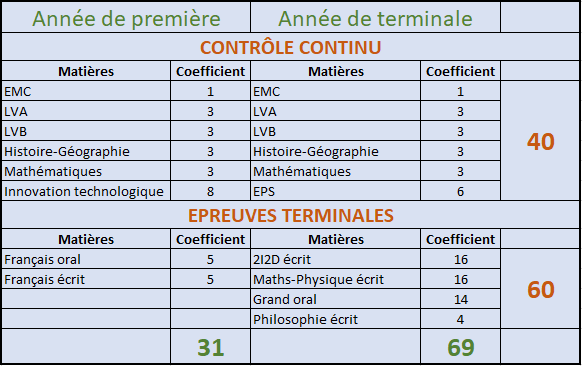 Année de première Année de terminale
CONTRÔLE CONTINU
Matières Coefficient Matières Coefficient
EMC 1 EMC 1
LVA 3 LVA 3
LVB 3 LVB 3
Histoire-Géographie 3 Histoire-Géographie 3
Mathématiques 3 Mathématiques 3
Innovation technologique 8 EPS 6
40
EPREUVES TERMINALES
Matières Coefficient Matières Coefficient
Français oral 5 2I2D écrit 16
Français écrit 5 Maths-Physique écrit 16
Grand oral 14
Philosophie écrit 4
60
31 69